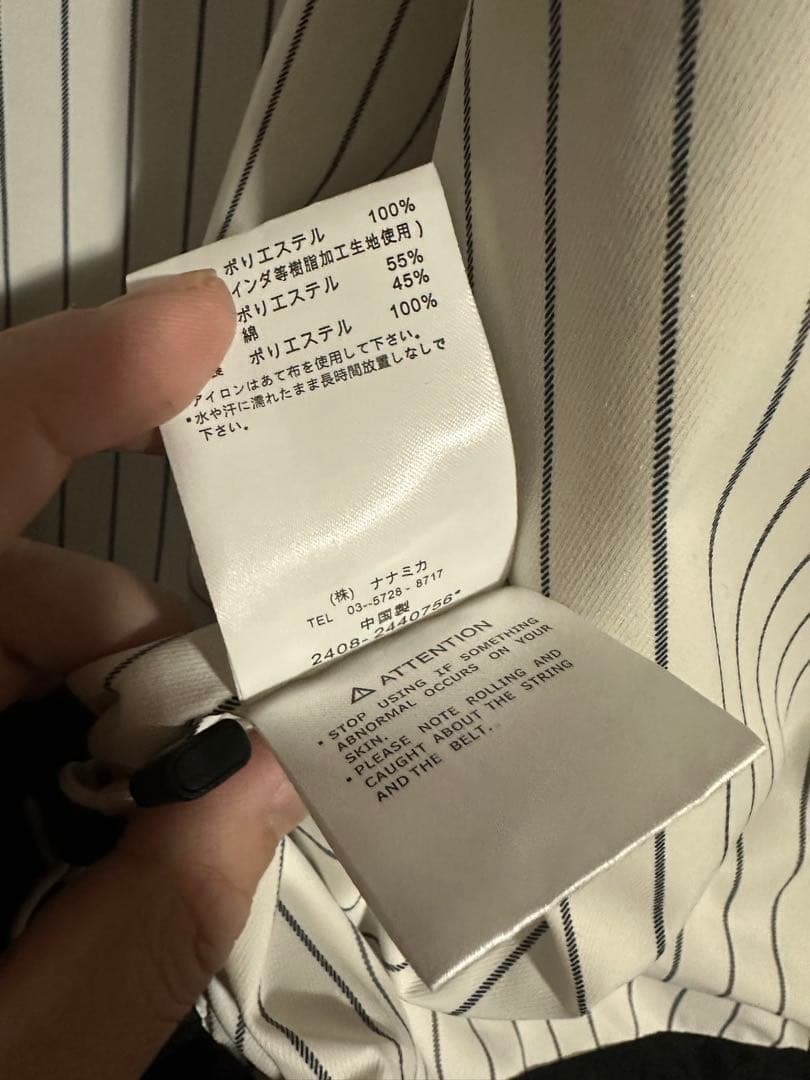 ポリエステル 100%
インダ等樹脂加工生地使用)
ポリエステル 55%
綿 45%
ポリエステル 100%
アイロンはあて布を使用して下さい。
・水や汗に濡れたまま長時間放置しなしで
下さい。
(株) ナナミカ
TEL 03--5728-8717
中国製
2408-2440756*
⚠ ATTENTION
・STOP USING IF SOMETHING
ABNORMAL OCCURS ON YOUR
SKIN.
・PLEASE NOTE ROLLING AND
CAUGHT ABOUT THE STRING
AND THE BELT.